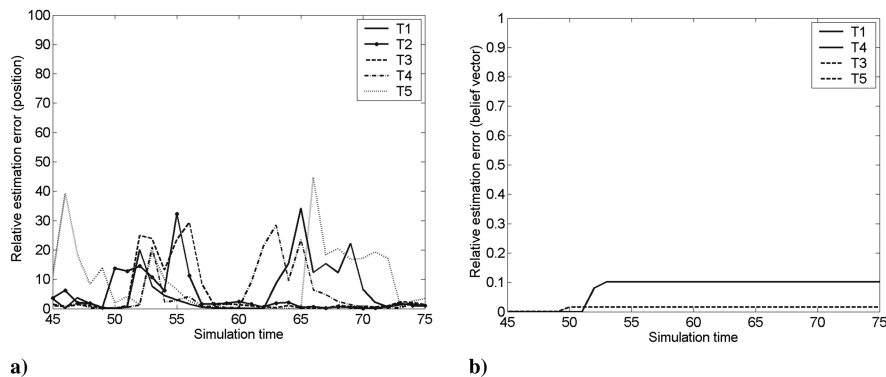 100
90
80
70
60
50
40
30
20
10
0
Relative estimation error (position)
45 50 55 60 65 70 75
Simulation time
T1
T2
T3
T4
T5
a)
1
0.9
0.8
0.7
0.6
0.5
0.4
0.3
0.2
0.1
0
Relative estimation error (belief vector)
45 50 55 60 65 70 75
Simulation time
T1
T4
T3
T5
b)